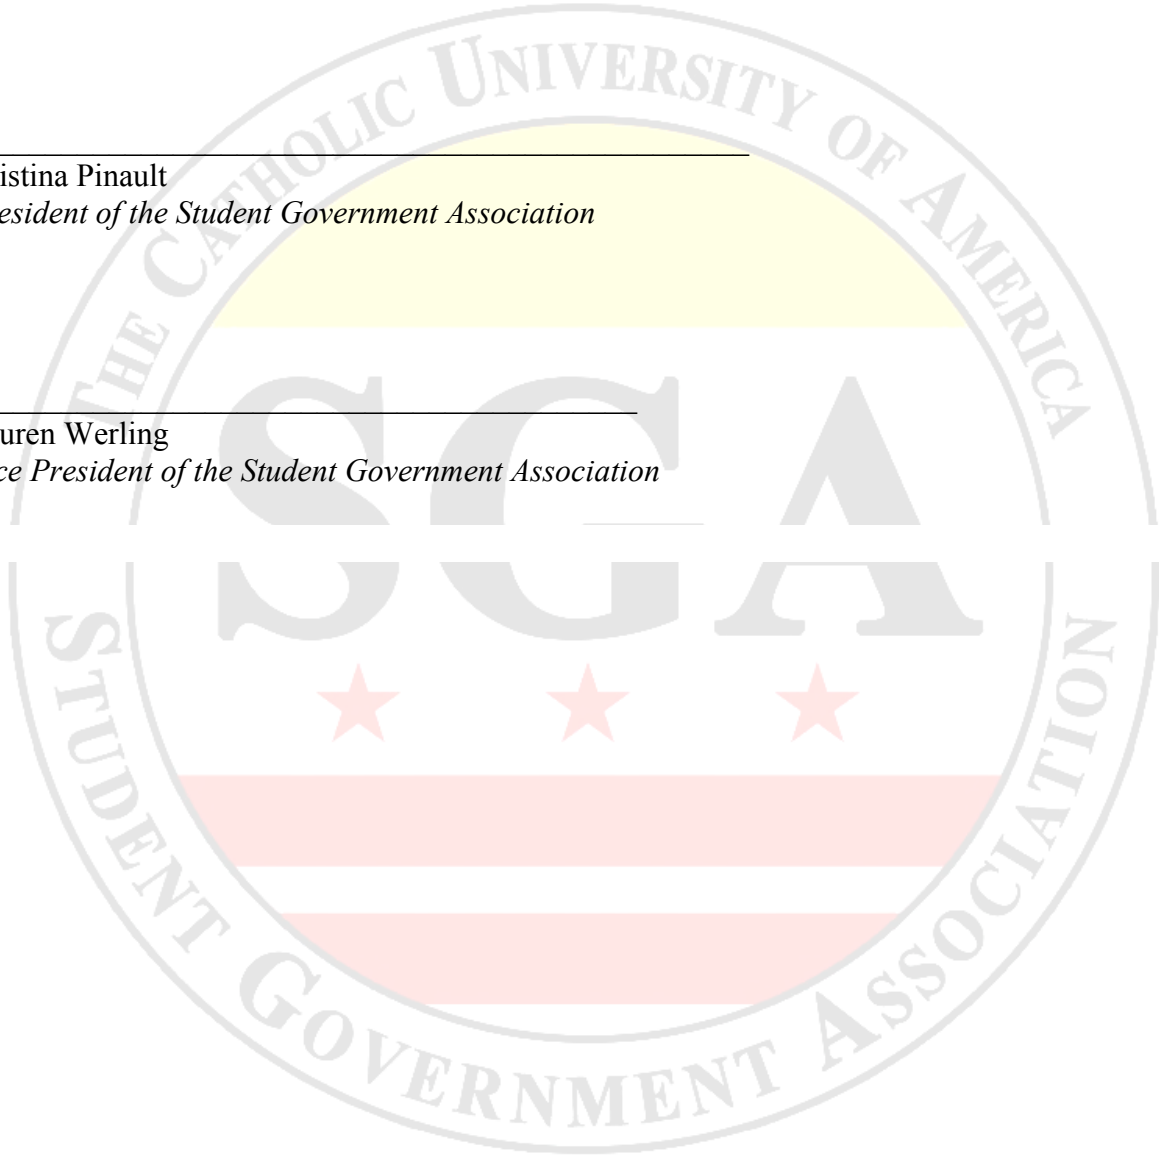 istina Pinault
esident of the Student Government Association
uren Werling
ce President of the Student Government Association
THE CATHOLIC UNIVERSITY OF AMERICA
SGA
STUDENT GOVERNMENT ASSOCIATION